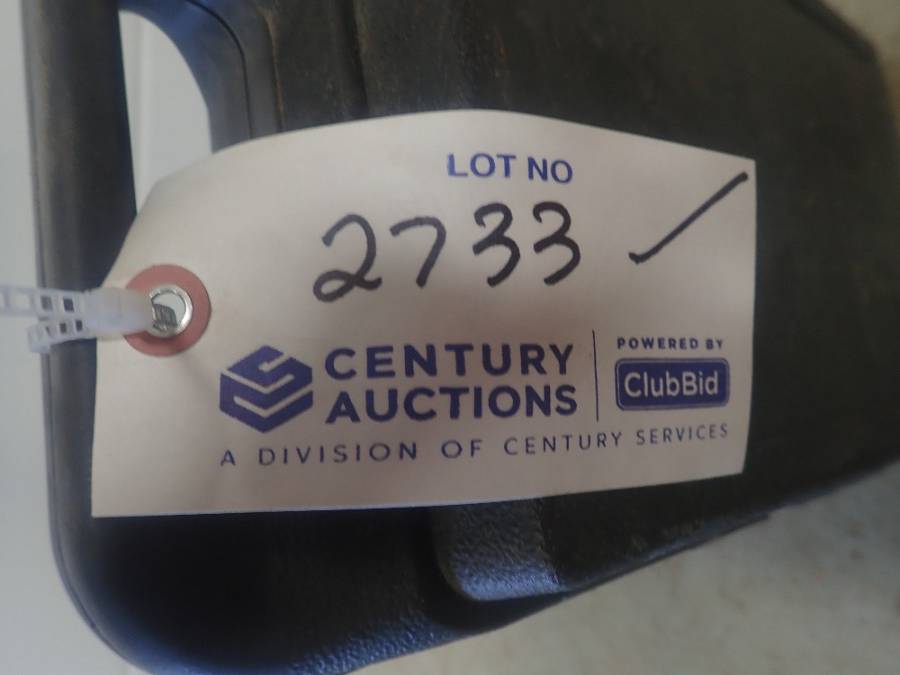 LOT NO
2733 ✓
CENTURY
AUCTIONS
POWERED BY
ClubBid
A DIVISION OF CENTURY SERVICES